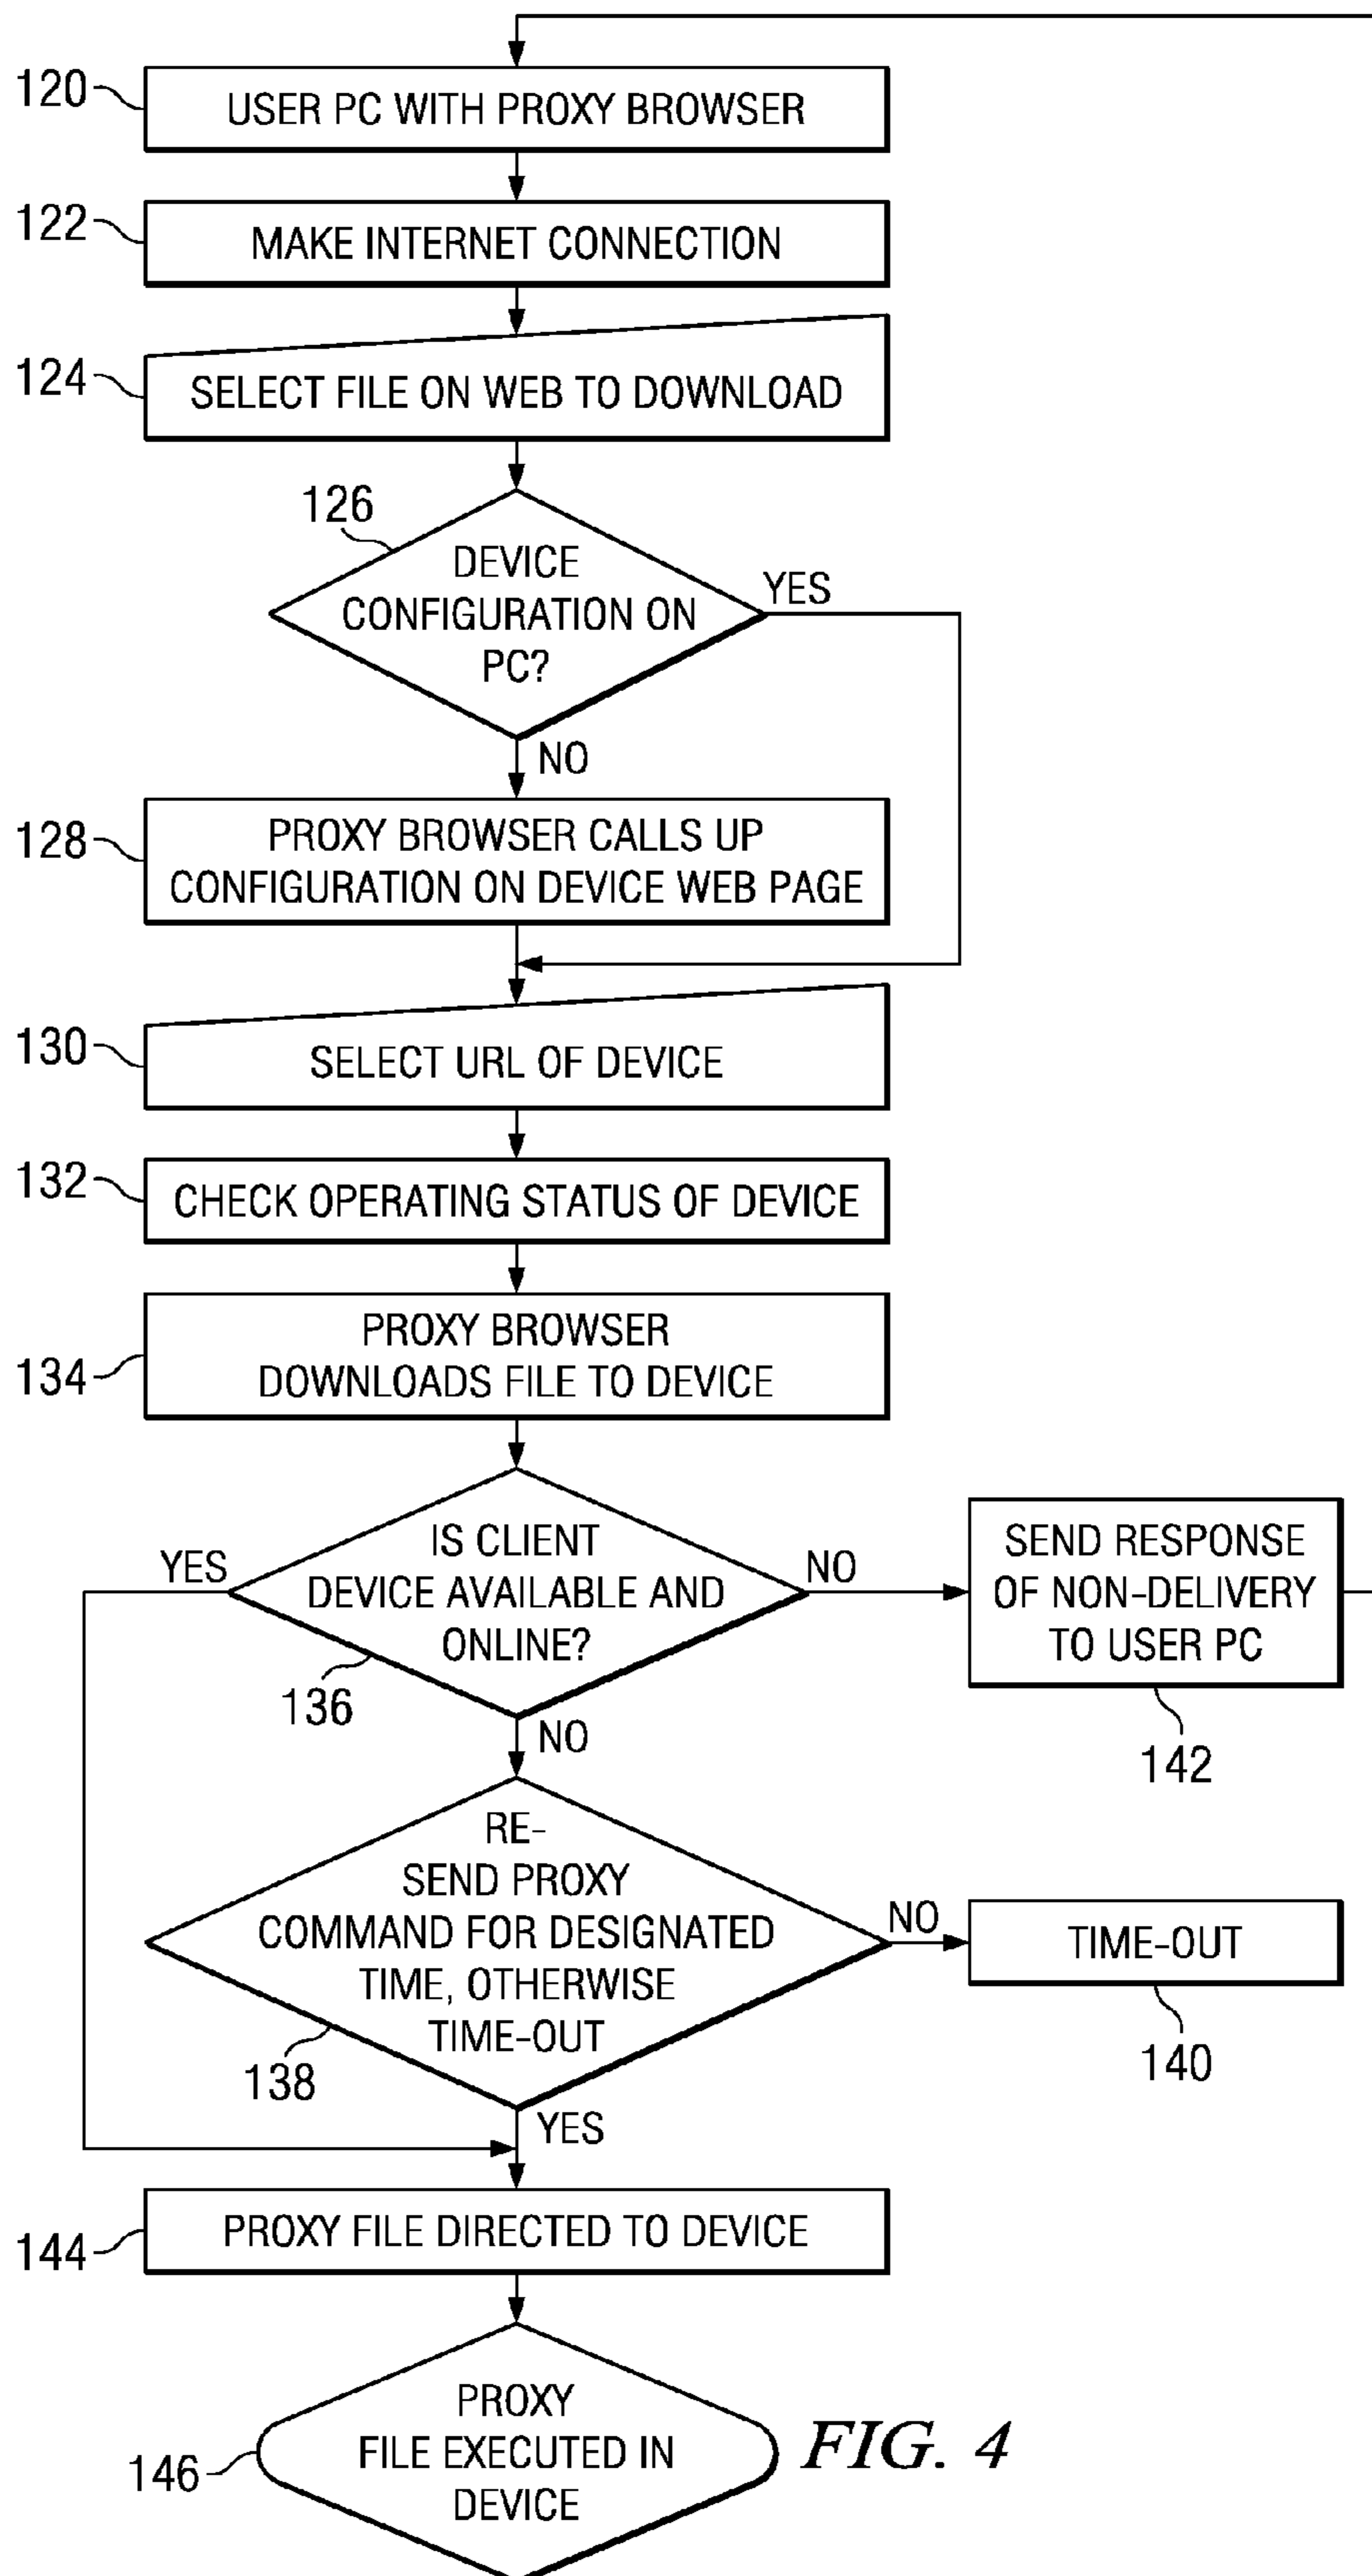 120
USER PC WITH PROXY BROWSER
122
MAKE INTERNET CONNECTION
124
SELECT FILE ON WEB TO DOWNLOAD
126
DEVICE
CONFIGURATION ON
PC?
YES
NO
128
PROXY BROWSER CALLS UP
CONFIGURATION ON DEVICE WEB PAGE
130
SELECT URL OF DEVICE
132
CHECK OPERATING STATUS OF DEVICE
134
PROXY BROWSER
DOWNLOADS FILE TO DEVICE
IS CLIENT
DEVICE AVAILABLE AND
ONLINE?
YES
NO
136
NO
SEND RESPONSE
OF NON-DELIVERY
TO USER PC
142
RE-
SEND PROXY
COMMAND FOR DESIGNATED
TIME, OTHERWISE
TIME-OUT
138
NO
TIME-OUT
140
YES
144
PROXY FILE DIRECTED TO DEVICE
146
PROXY
FILE EXECUTED IN
DEVICE
FIG. 4